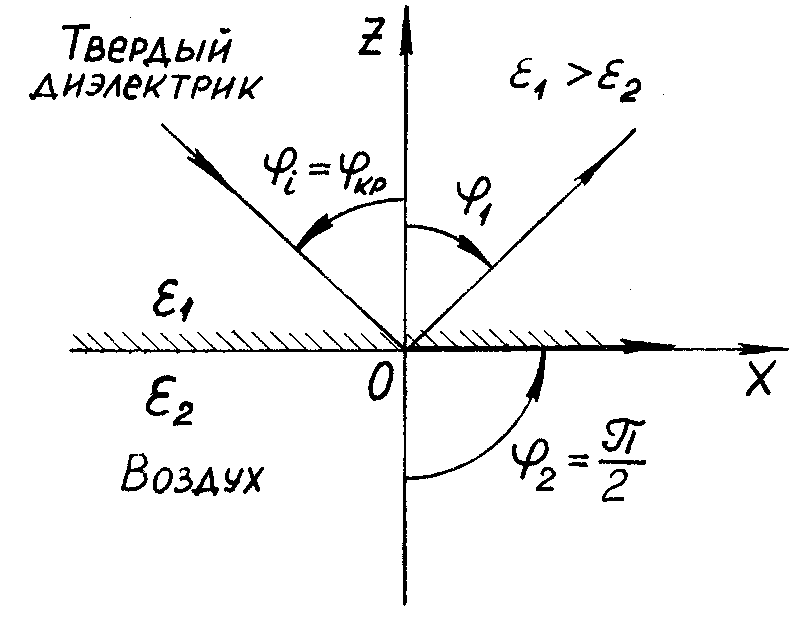 Твердый
диэлектрик
Z
ε₁ > ε₂
φᵢ = φкр
φ₁
ε₁
ε₂
0
X
Воздух
φ₂ = π/2